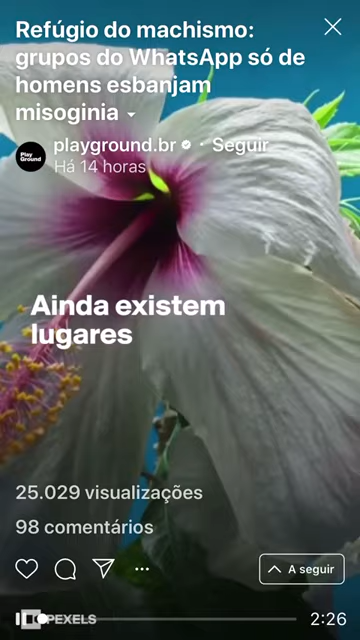 Refúgio do machismo:
grupos do WhatsApp só de
homens esbanjam
misoginia
playground.br • Seguir
Play
Ground
Há 14 horas
Ainda existem
lugares
25.029 visualizações
98 comentários
A seguir
PEXELS
2:26